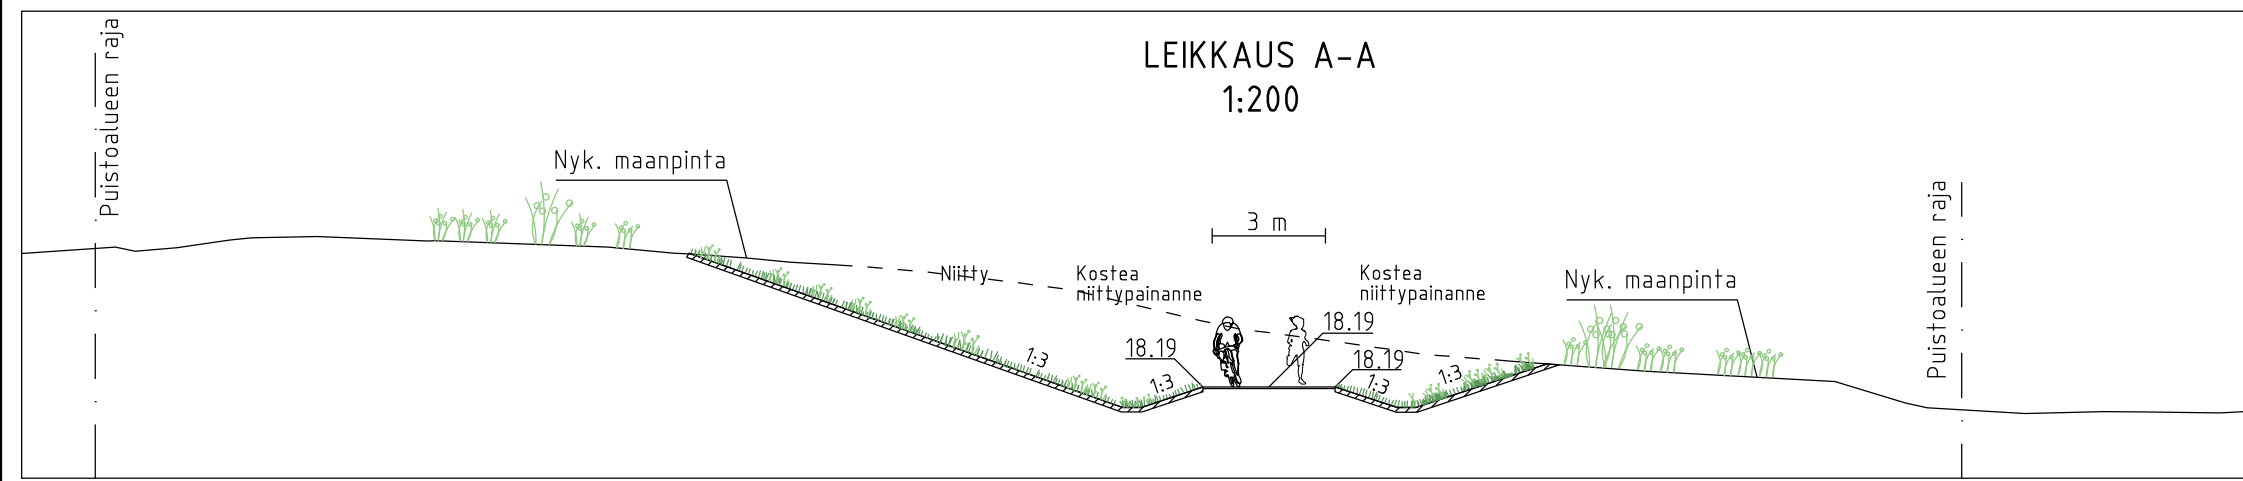 LEIKKAUS A-A
1:200
Puistoalueen raja
Nyk. maanpinta
3 m
Niitty
Kostea
niittypainanne
Kostea
niittypainanne
Nyk. maanpinta
Puistoalueen raja
18.19
18.19
18.19
1:3
1:3
1:3
1:3